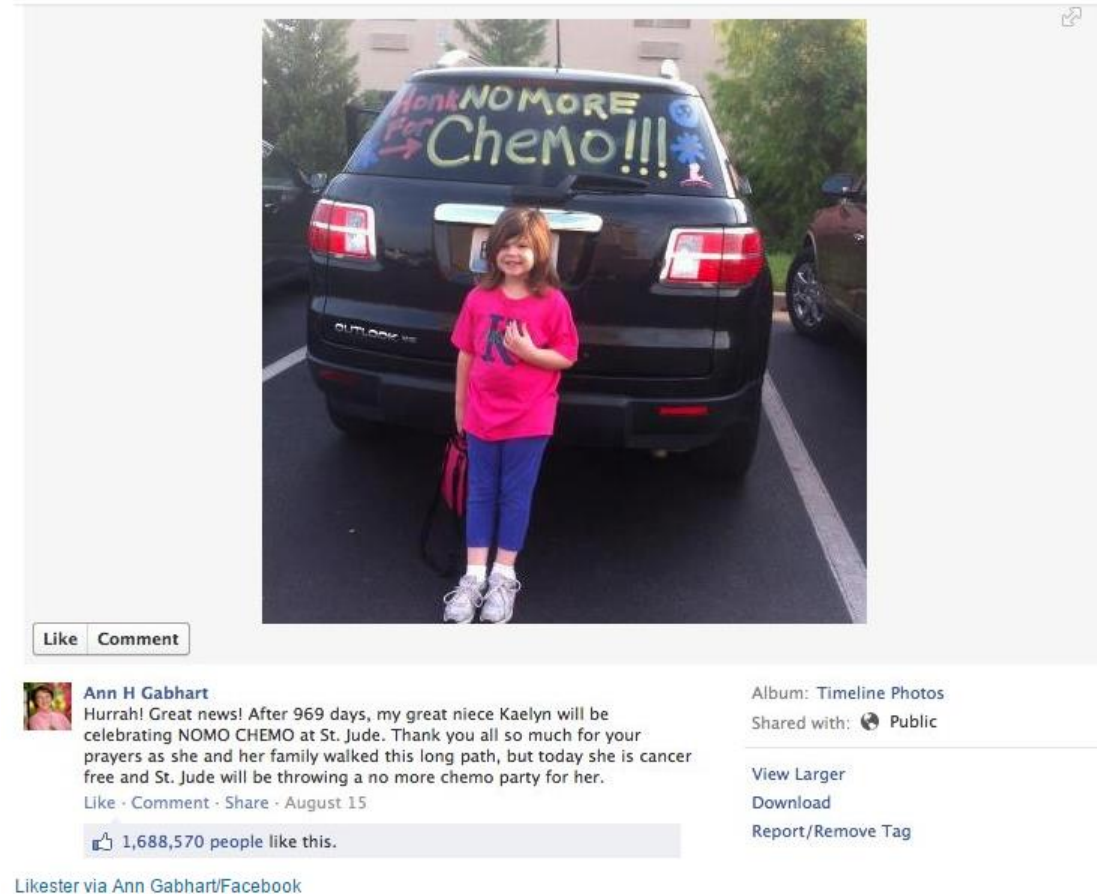 Honk NO MORE
For Chemo!!!
K
OUTLOOK XE
Like Comment
Ann H Gabhart
Hurrah! Great news! After 969 days, my great niece Kaelyn will be
celebrating NOMO CHEMO at St. Jude. Thank you all so much for your
prayers as she and her family walked this long path, but today she is cancer
free and St. Jude will be throwing a no more chemo party for her.
Like · Comment · Share · August 15
1,688,570 people like this.
Album: Timeline Photos
Shared with: Public
View Larger
Download
Report/Remove Tag
Likester via Ann Gabhart/Facebook